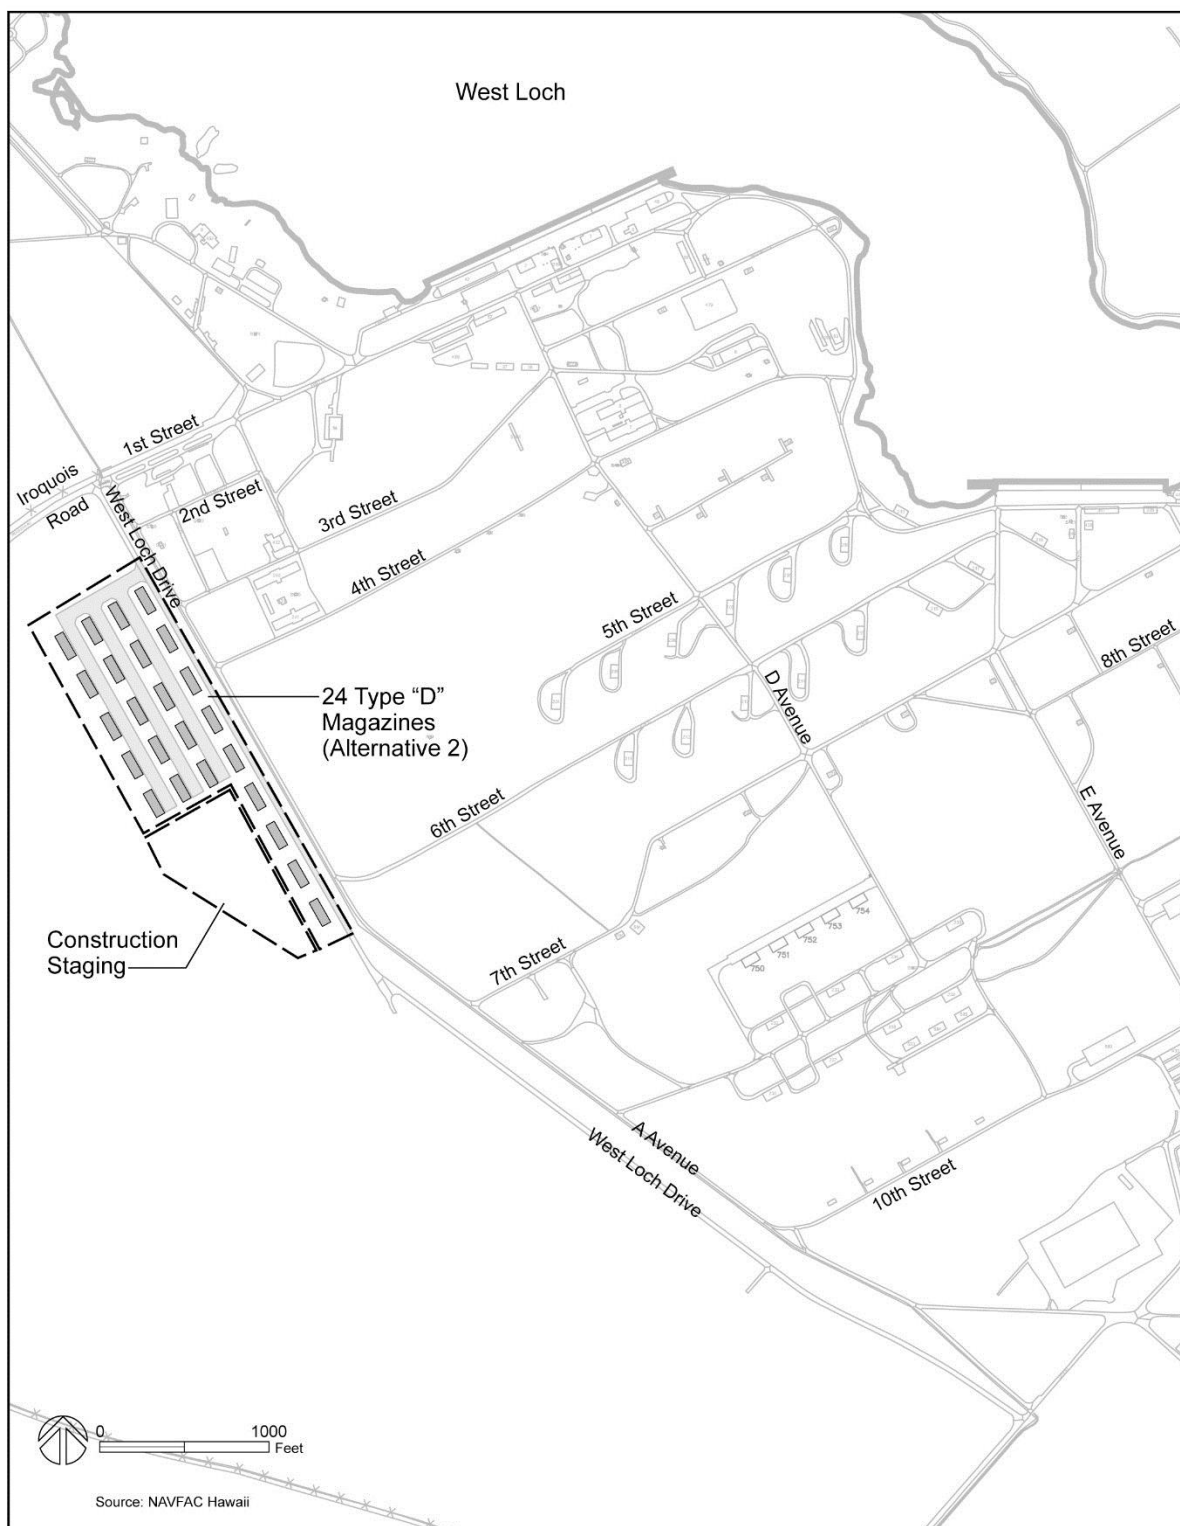 West Loch
1st Street
Iroquois
Road
West Loch Drive
2nd Street
3rd Street
4th Street
5th Street
8th Street
24 Type “D”
Magazines
(Alternative 2)
D Avenue
6th Street
E Avenue
754
753
752
751
750
Construction
Staging
7th Street
A Avenue
West Loch Drive
10th Street
0
1000
Feet
Source: NAVFAC Hawaii